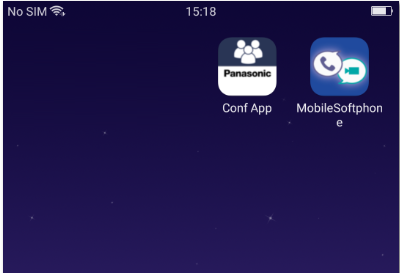 No SIM
15:18
Panasonic
Conf App
MobileSoftphon
e